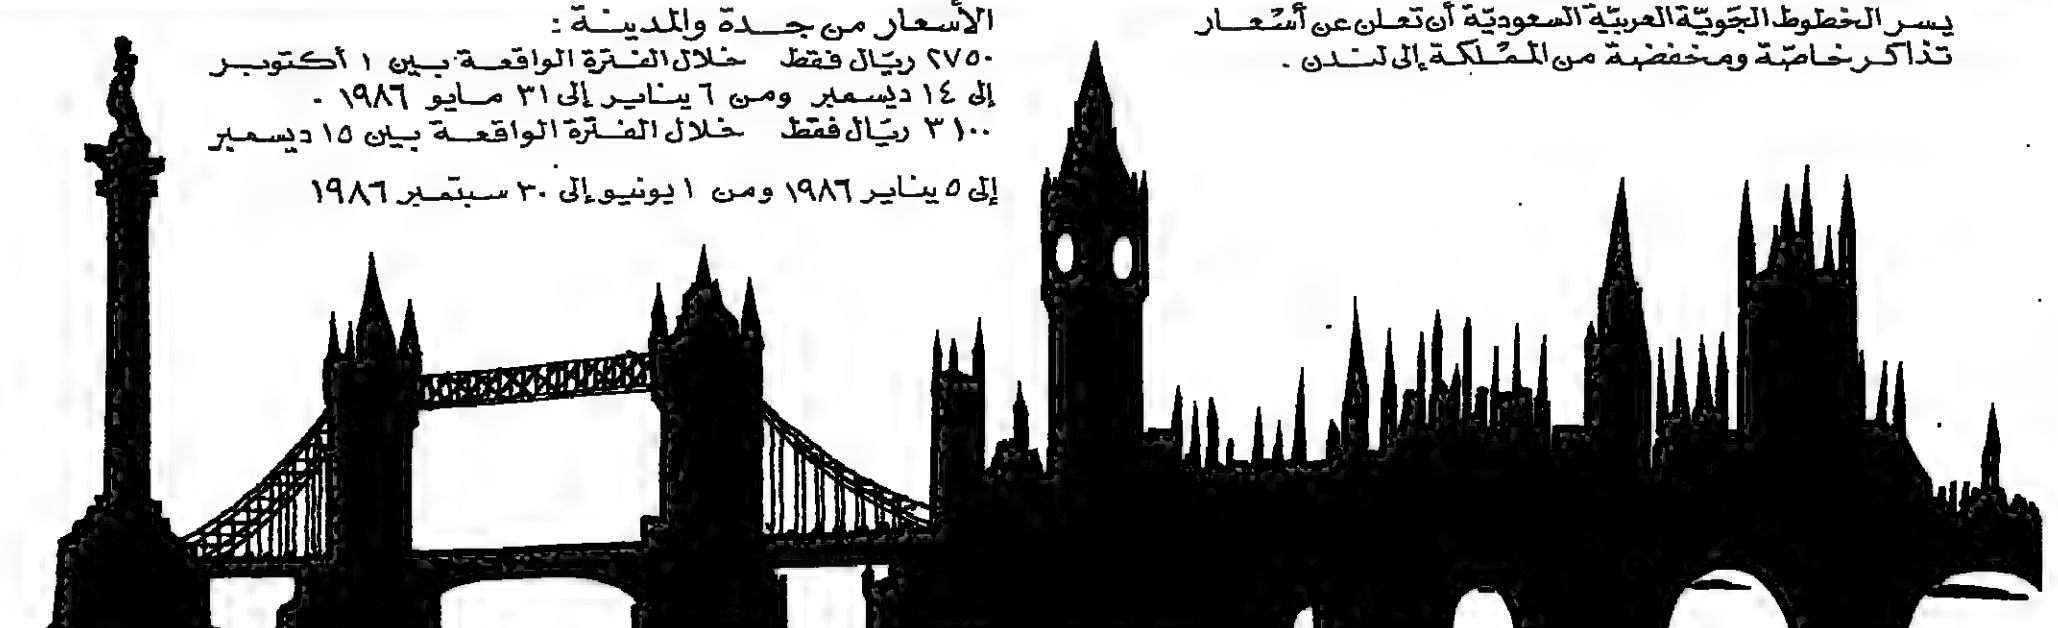 يسر الخطوط الجوية العربية السعودية أن تعلن عن أسعار
تذاكر خاصة ومخفضة من المملكة إلى لندن .
الأسعار من جدة والمدينة :
٢٧٥٠ ريال فقط خلال الفترة الواقعة بين ١ أكتوبر
إلى ١٤ ديسمبر ومن ٦ يناير إلى ٣١ مايو ١٩٨٦ .
٣١٠٠ ريال فقط خلال الفترة الواقعة بين ١٥ ديسمبر
إلى ٥ يناير ١٩٨٦ ومن ١ يونيو إلى ٣٠ سبتمبر ١٩٨٦